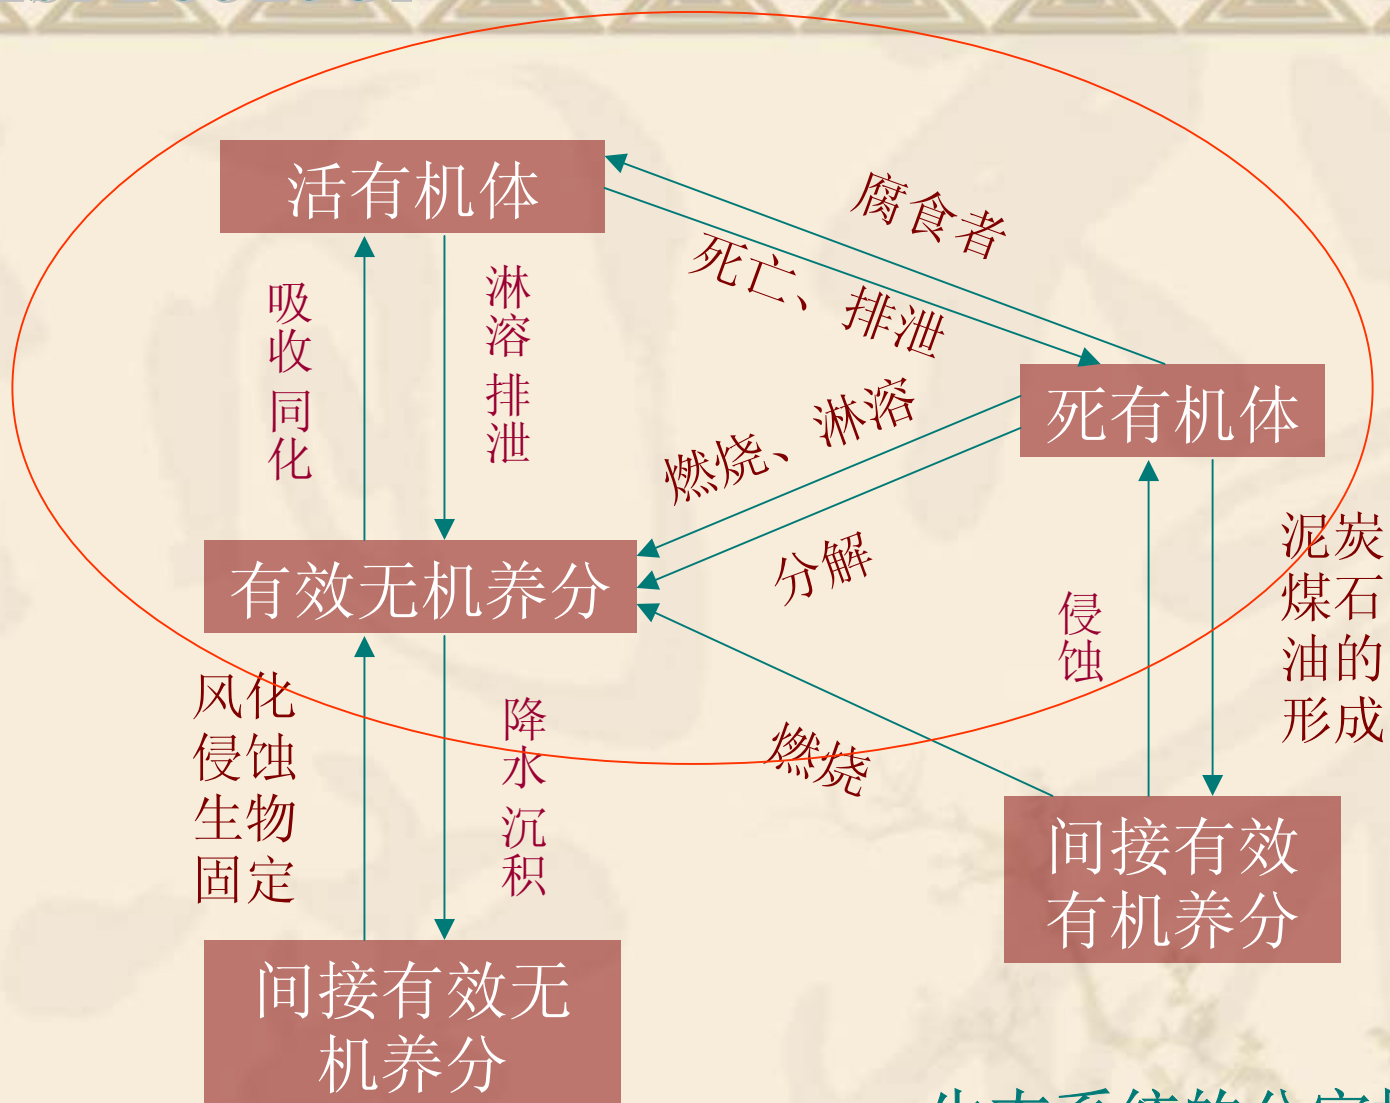 活有机体
腐食者
死亡、排泄
吸收 同化
淋溶 排泄
燃烧、淋溶
死有机体
分解
有效无机养分
侵蚀
泥炭
煤石
油的
形成
风化
侵蚀
生物
固定
降水 沉积
燃烧
间接有效
有机养分
间接有效无
机养分